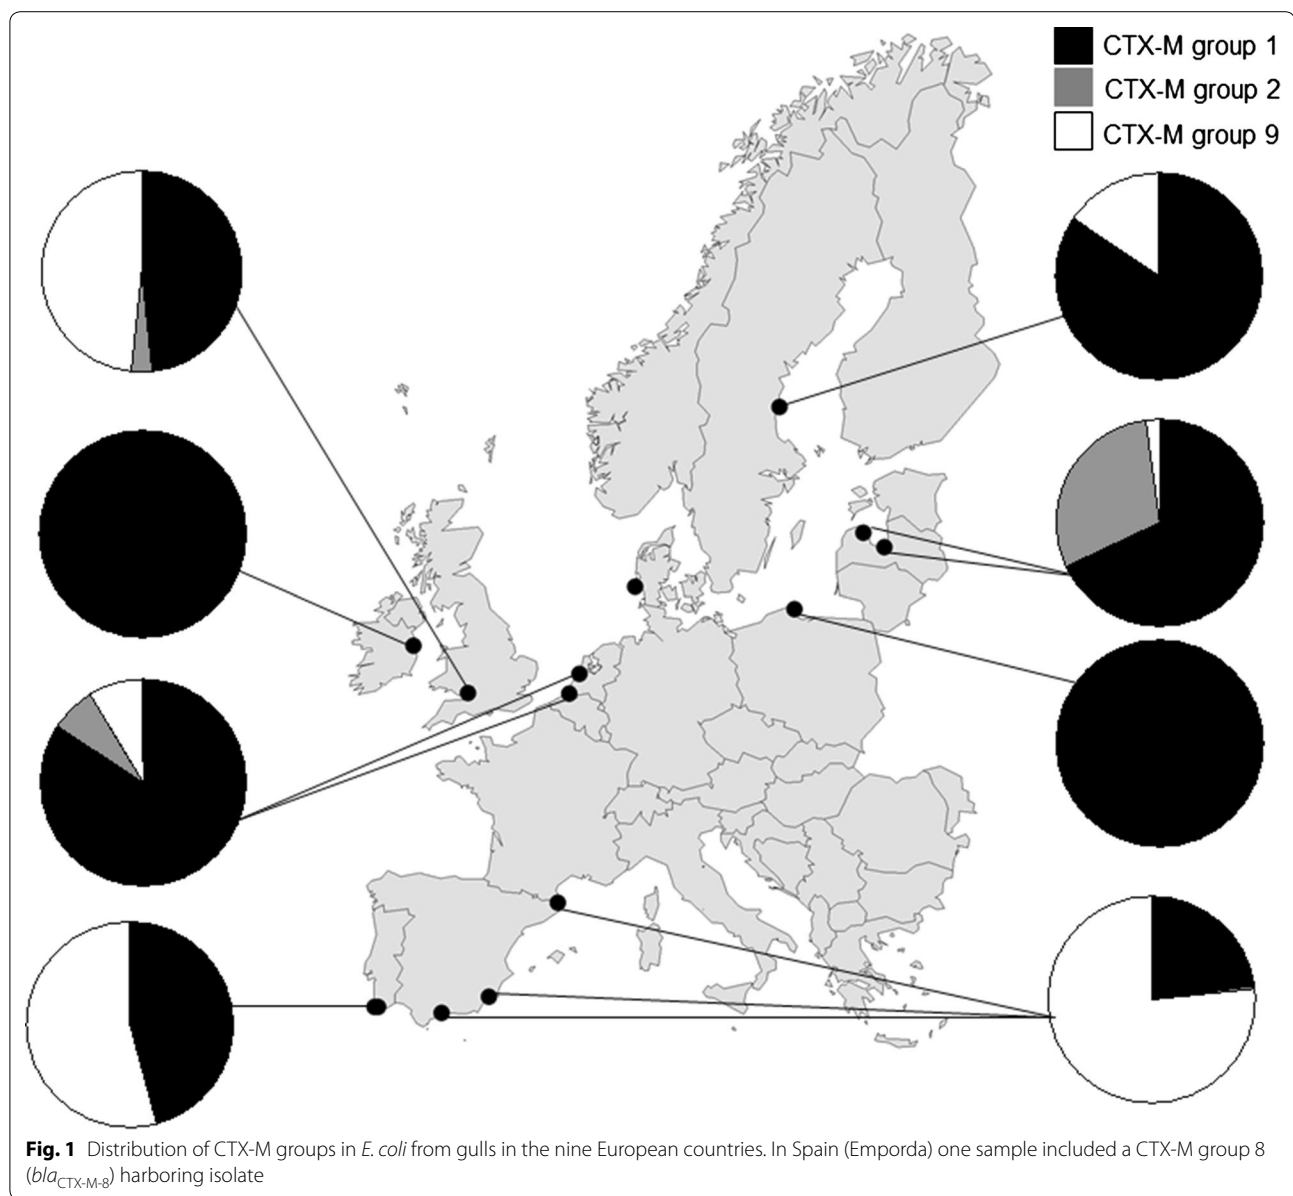 CTX-M group 1
CTX-M group 2
CTX-M group 9
Fig. 1 Distribution of CTX-M groups in E. coli from gulls in the nine European countries. In Spain (Emporda) one sample included a CTX-M group 8
(blaCTX-M-8) harboring isolate